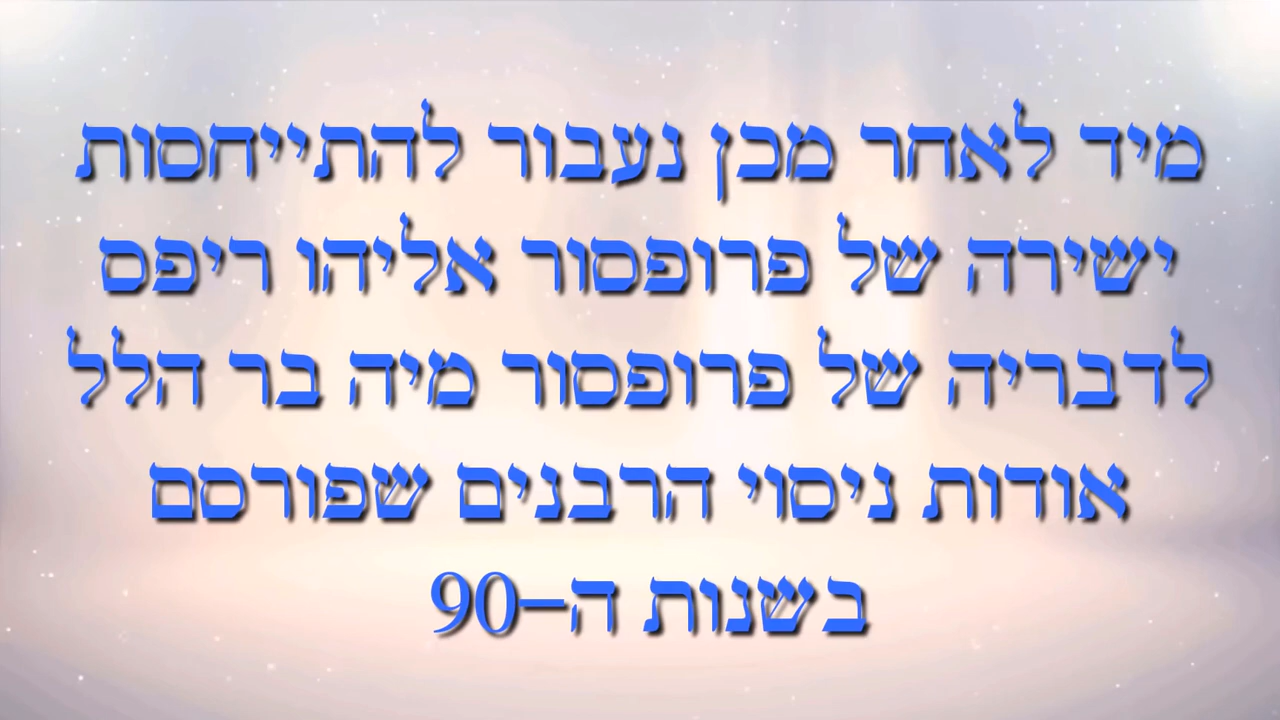 מיד לאחר מכן נעבור להתייחסות
ישירה של פרופסור אליהו ריפס
לדבריה של פרופסור מיה בר הלל
אודות ניסוי הרבנים שפורסם
בשנות ה–90